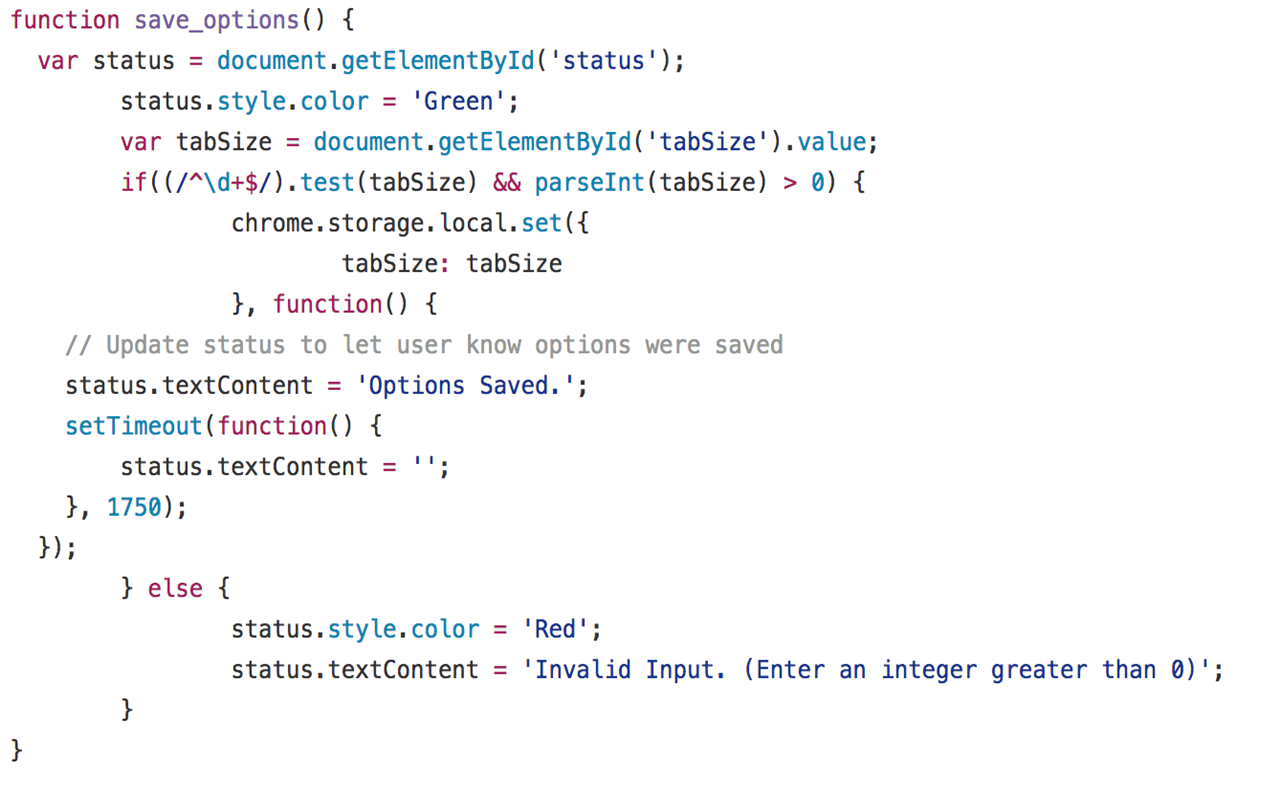 function save_options() {
  var status = document.getElementById('status');
        status.style.color = 'Green';
        var tabSize = document.getElementById('tabSize').value;
        if((/^\d+$/).test(tabSize) && parseInt(tabSize) > 0) {
                chrome.storage.local.set({
                        tabSize: tabSize
                }, function() {
    // Update status to let user know options were saved
    status.textContent = 'Options Saved.';
    setTimeout(function() {
        status.textContent = '';
    }, 1750);
  });
        } else {
                status.style.color = 'Red';
                status.textContent = 'Invalid Input. (Enter an integer greater than 0)';
        }
}